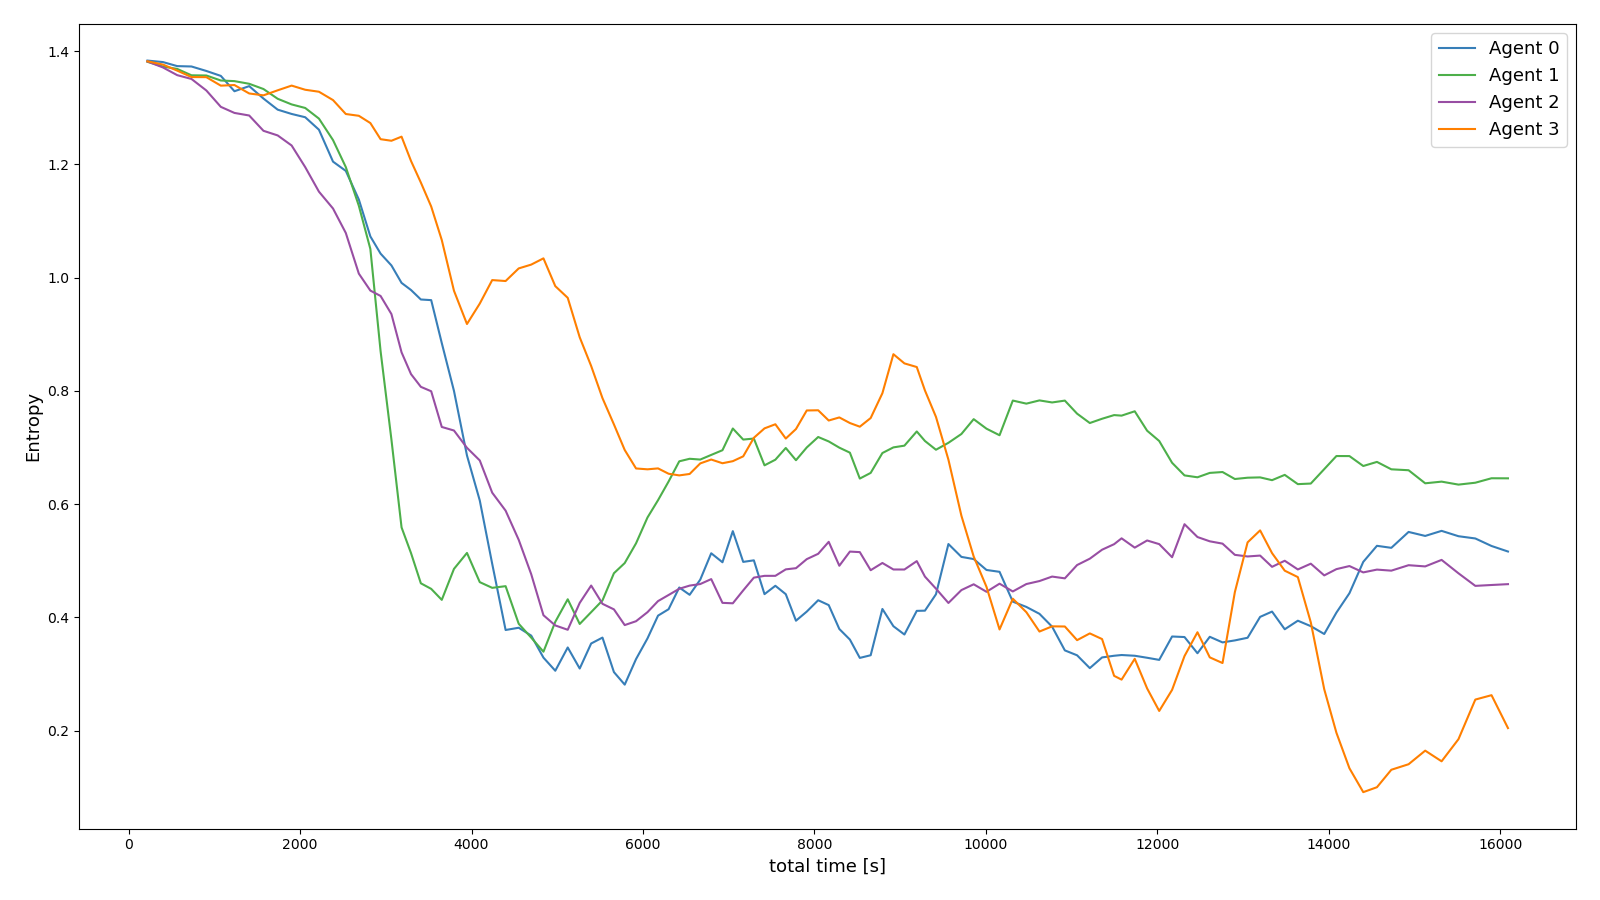 1.4
1.2
1.0
0.8
0.6
0.4
0.2
Entropy
0 2000 4000 6000 8000 10000 12000 14000 16000
total time [s]
Agent 0
Agent 1
Agent 2
Agent 3